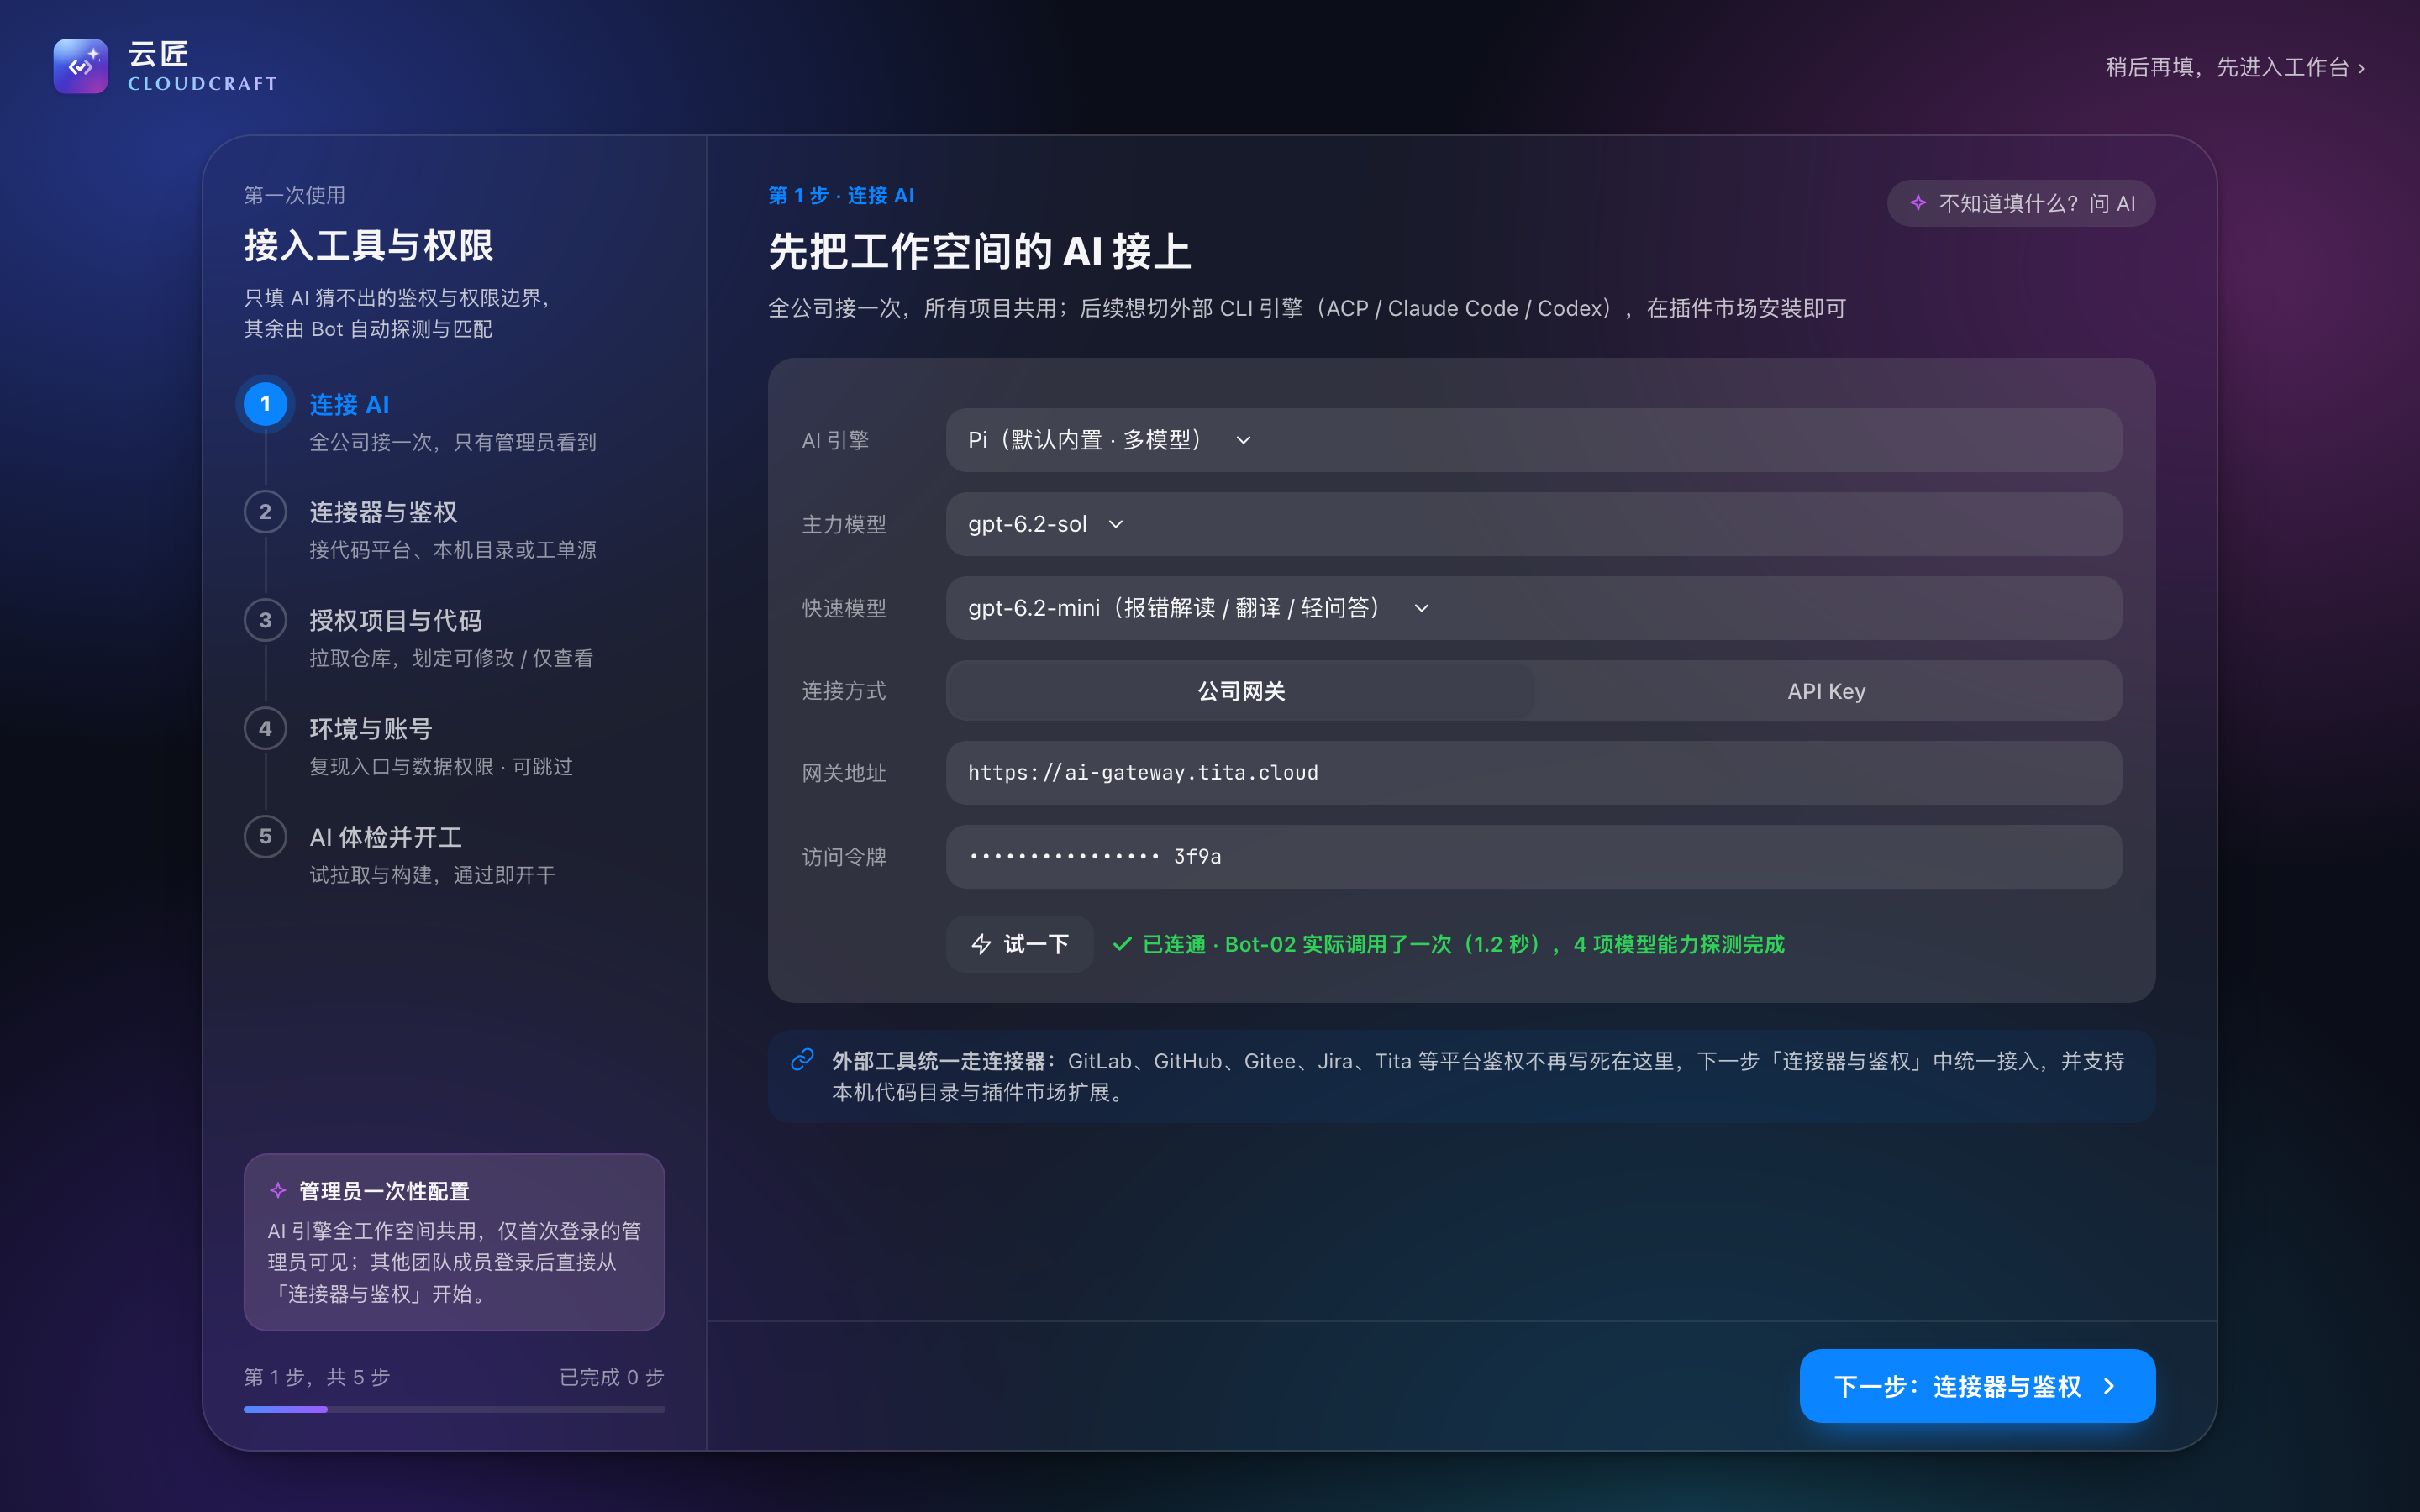 云匠
CLOUDCRAFT
稍后再填，先进入工作台 ›
第一次使用
接入工具与权限
只填 AI 猜不出的鉴权与权限边界，
其余由 Bot 自动探测与匹配
1
连接 AI
全公司接一次，只有管理员看到
2
连接器与鉴权
接代码平台、本机目录或工单源
3
授权项目与代码
拉取仓库，划定可修改 / 仅查看
4
环境与账号
复现入口与数据权限 · 可跳过
5
AI 体检并开工
试拉取与构建，通过即开干
管理员一次性配置
AI 引擎全工作空间共用，仅首次登录的管
理员可见；其他团队成员登录后直接从
「连接器与鉴权」开始。
第 1 步，共 5 步
已完成 0 步
第 1 步 · 连接 AI
不知道填什么？问 AI
先把工作空间的 AI 接上
全公司接一次，所有项目共用；后续想切外部 CLI 引擎（ACP / Claude Code / Codex），在插件市场安装即可
AI 引擎
Pi（默认内置 · 多模型）
主力模型
gpt-6.2-sol
快速模型
gpt-6.2-mini（报错解读 / 翻译 / 轻问答）
连接方式
公司网关
API Key
网关地址
https://ai-gateway.tita.cloud
访问令牌
•••••••••••••••• 3f9a
试一下
已连通 · Bot-02 实际调用了一次（1.2 秒），4 项模型能力探测完成
外部工具统一走连接器：GitLab、GitHub、Gitee、Jira、Tita 等平台鉴权不再写死在这里，下一步「连接器与鉴权」中统一接入，并支持
本机代码目录与插件市场扩展。
下一步：连接器与鉴权